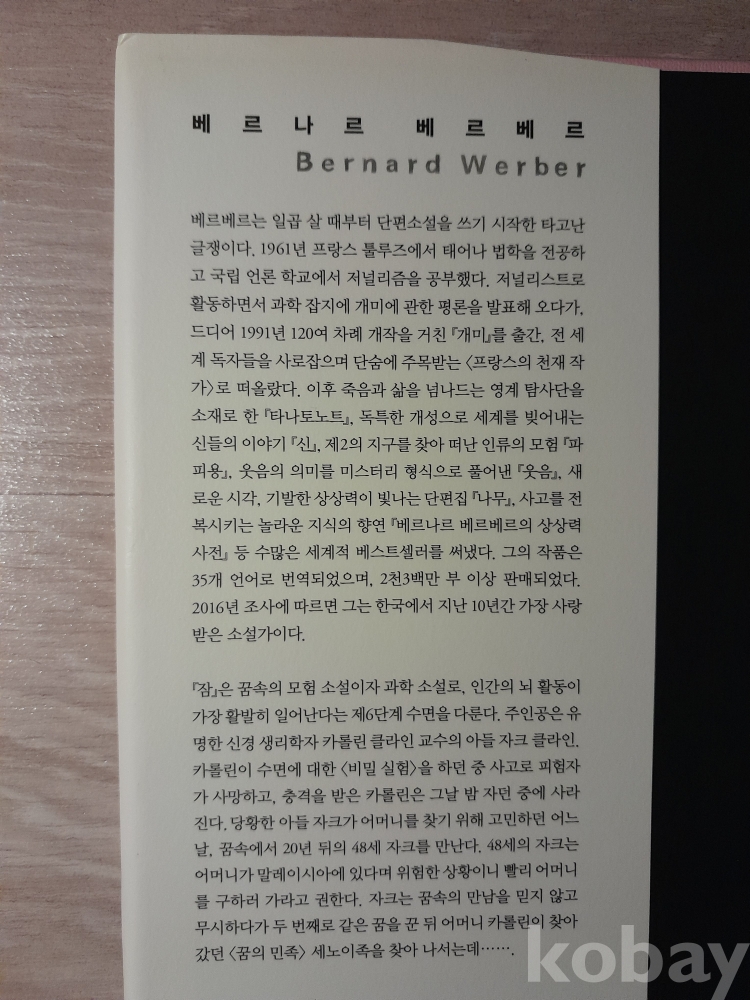 베르나르 베르베르
Bernard Werber
베르베르는 일곱 살 때부터 단편소설을 쓰기 시작한 타고난
글쟁이다. 1961년 프랑스 툴루즈에서 태어나 법학을 전공하
고 국립 언론 학교에서 저널리즘을 공부했다. 저널리스트로
활동하면서 과학 잡지에 개미에 관한 평론을 발표해 오다가,
드디어 1991년 120여 차례 개작을 거친 『개미』를 출간, 전 세
계 독자들을 사로잡으며 단숨에 주목받는 〈프랑스의 천재 작
가〉로 떠올랐다. 이후 죽음과 삶을 넘나드는 영계 탐사단을
소재로 한 『타나토노트』, 독특한 개성으로 세계를 빚어내는
신들의 이야기 『신』, 제2의 지구를 찾아 떠난 인류의 모험 『파
피용』, 웃음의 의미를 미스터리 형식으로 풀어낸 『웃음』, 새
로운 시각, 기발한 상상력이 빛나는 단편집 『나무』, 사고를 전
복시키는 놀라운 지식의 향연 『베르나르 베르베르의 상상력
사전』 등 수많은 세계적 베스트셀러를 써냈다. 그의 작품은
35개 언어로 번역되었으며, 2천3백만 부 이상 판매되었다.
2016년 조사에 따르면 그는 한국에서 지난 10년간 가장 사랑
받은 소설가이다.
『잠』은 꿈속의 모험 소설이자 과학 소설로, 인간의 뇌 활동이
가장 활발히 일어난다는 제6단계 수면을 다룬다. 주인공은 유
명한 신경 생리학자 카롤린 클라인 교수의 아들 자크 클라인.
카롤린이 수면에 대한 〈비밀 실험〉을 하던 중 사고로 피험자
가 사망하고, 충격을 받은 카롤린은 그날 밤 자던 중에 사라
진다. 당황한 아들 자크가 어머니를 찾기 위해 고민하던 어느
날, 꿈속에서 20년 뒤의 48세 자크를 만난다. 48세의 자크는
어머니가 말레이시아에 있다며 위험한 상황이니 빨리 어머니
를 구하러 가라고 권한다. 자크는 꿈속의 만남을 믿지 않고
무시하다가 두 번째로 같은 꿈을 꾼 뒤 어머니 카롤린이 찾아
갔던 〈꿈의 민족〉 세노이족을 찾아 나서는데…….
kobay